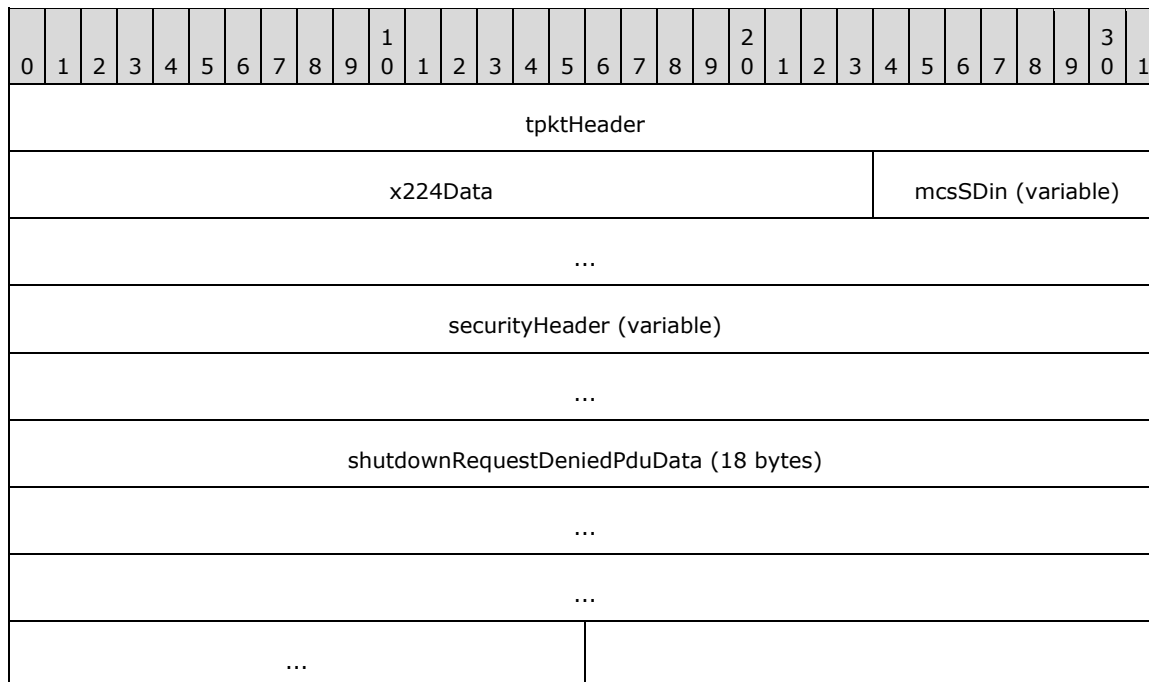 1 2 3
0 1 2 3 4 5 6 7 8 9 0 1 2 3 4 5 6 7 8 9 0 1 2 3 4 5 6 7 8 9 0 1
tpktHeader
x224Data mcsSDin (variable)
...
securityHeader (variable)
...
shutdownRequestDeniedPduData (18 bytes)
...
...
...